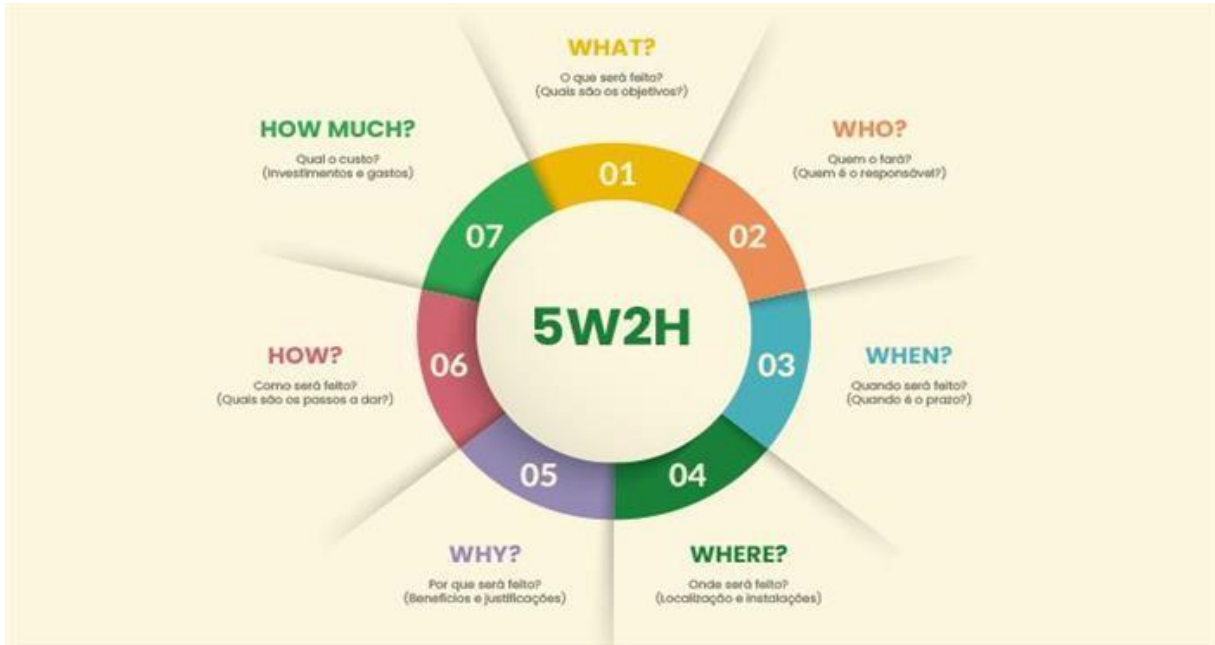 WHAT?
O que será feito?
(Quais são os objetivos?)
01
WHO?
Quem o fará?
(Quem é o responsável?)
02
WHEN?
Quando será feito?
(Quando é o prazo?)
03
WHERE?
Onde será feito?
(Localização e instalações)
04
WHY?
Por que será feito?
(Benefícios e justificações)
05
HOW?
Como será feito?
(Quais são os passos a dar?)
06
HOW MUCH?
Qual o custo?
(Investimentos e gastos)
07
5W2H